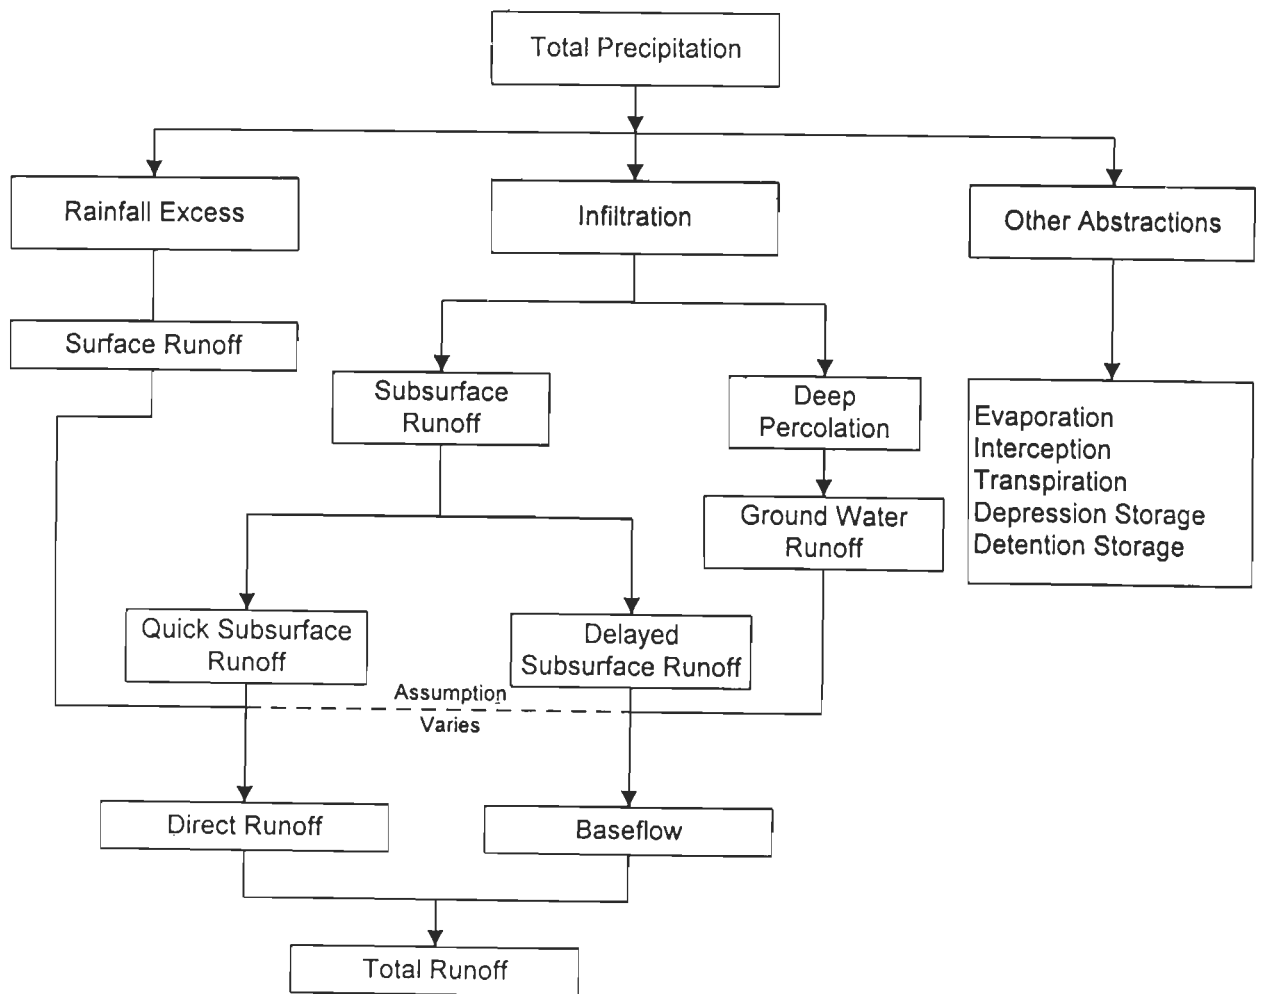 Total Precipitation
Rainfall Excess
Infiltration
Other Abstractions
Surface Runoff
Subsurface
Runoff
Deep
Percolation
Evaporation
Interception
Transpiration
Depression Storage
Detention Storage
Ground Water
Runoff
Quick Subsurface
Runoff
Delayed
Subsurface Runoff
Assumption
Varies
Direct Runoff
Baseflow
Total Runoff